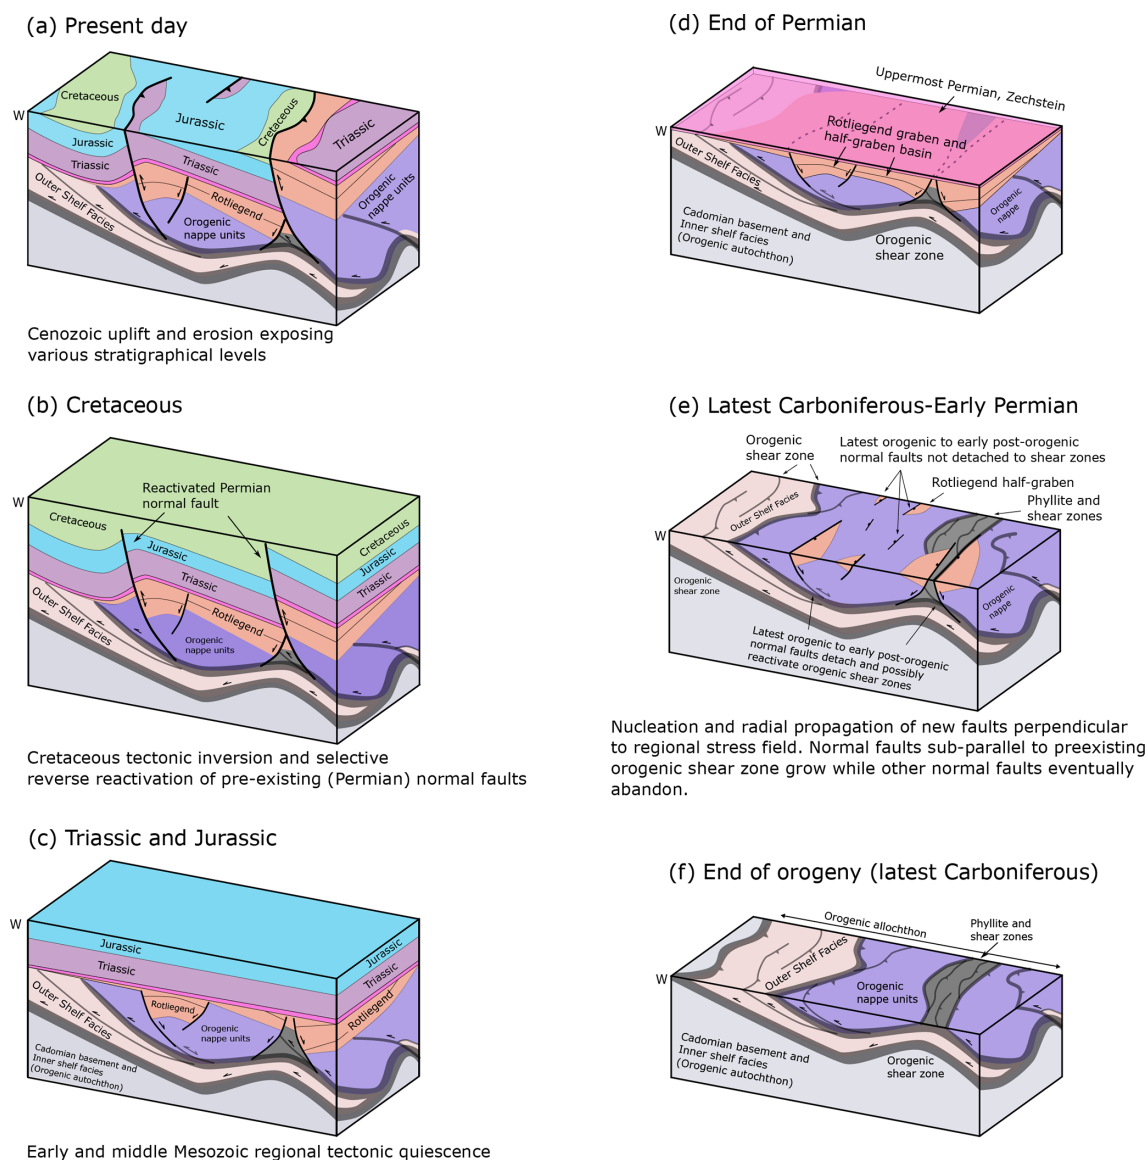 (a) Present day
W
Cretaceous
Jurassic
Cretaceous
Triassic
Jurassic
Triassic
Triassic
Outer Shelf Facies
Rotliegend
Orogenic
nappe units
Orogenic
nappe units
Cenozoic uplift and erosion exposing
various stratigraphical levels
(b) Cretaceous
W
Reactivated Permian
normal fault
Cretaceous
Jurassic
Triassic
Cretaceous
Jurassic
Triassic
Outer Shelf Facies
Rotliegend
Orogenic
nappe units
Cretaceous tectonic inversion and selective
reverse reactivation of pre-existing (Permian) normal faults
(c) Triassic and Jurassic
W
Jurassic
Triassic
Jurassic
Triassic
Rotliegend
Outer Shelf Facies
Rotliegend
Orogenic
nappe units
Cadomian basement and
Inner shelf facies
(Orogenic autochthon)
Early and middle Mesozoic regional tectonic quiescence
(d) End of Permian
W
Uppermost Permian, Zechstein
Rotliegend graben and
half-graben basin
Outer Shelf Facies
Orogenic
nappe
Cadomian basement and
Inner shelf facies
(Orogenic autochthon)
Orogenic
shear zone
(e) Latest Carboniferous-Early Permian
Orogenic
shear zone
Latest orogenic to early post-orogenic
normal faults not detached to shear zones
Rotliegend half-graben
Phyllite and
shear zones
W
Outer Shelf Facies
Orogenic
shear zone
Orogenic
nappe
Latest orogenic to early post-orogenic
normal faults detach and possibly
reactivate orogenic shear zones
Nucleation and radial propagation of new faults perpendicular
to regional stress field. Normal faults sub-parallel to preexisting
orogenic shear zone grow while other normal faults eventually
abandon.
(f) End of orogeny (latest Carboniferous)
Orogenic allochthon
Phyllite and
shear zones
W
Outer Shelf Facies
Orogenic
nappe units
Cadomian basement and
Inner shelf facies
(Orogenic autochthon)
Orogenic
shear zone